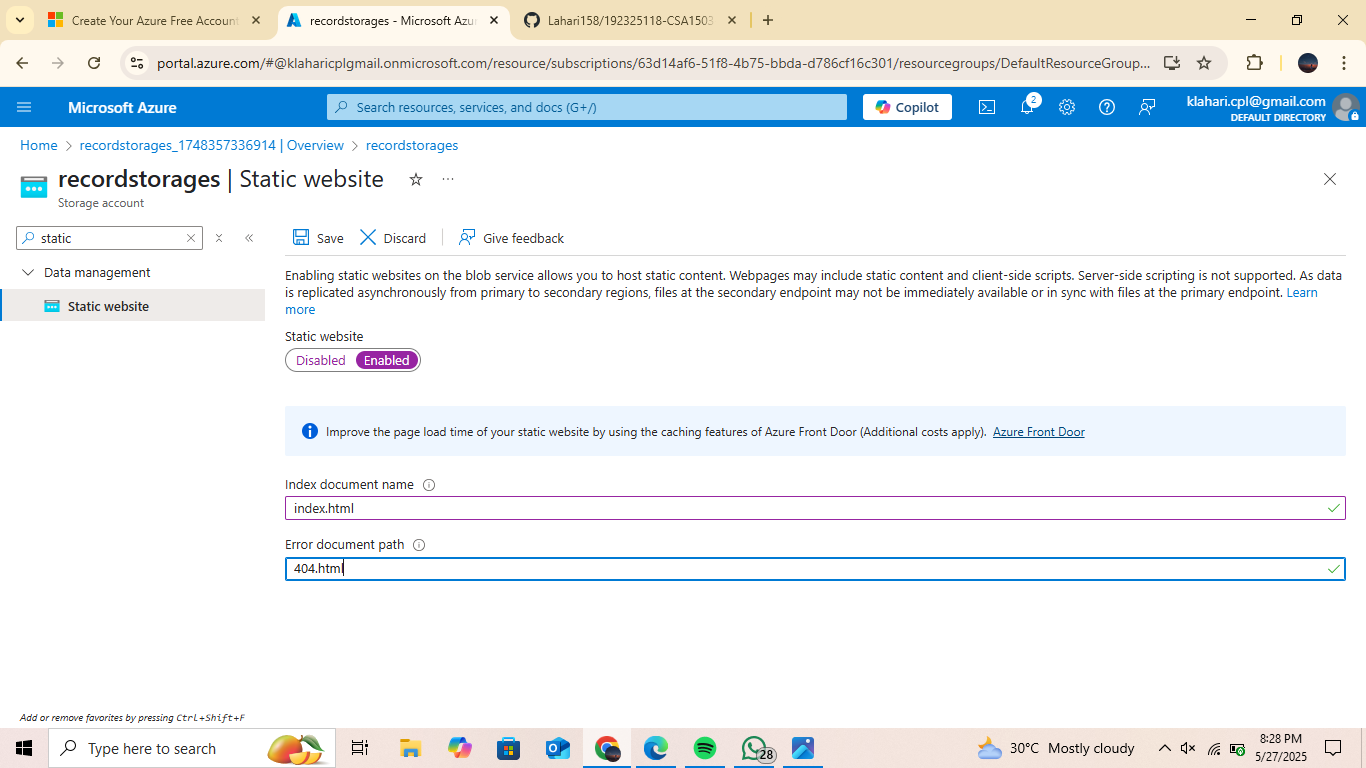 Create Your Azure Free Account
recordstorages - Microsoft Azu
Lahari158/192325118-CSA1503
portal.azure.com/#@klaharicplgmail.onmicrosoft.com/resource/subscriptions/63d14af6-51f8-4b75-bbda-d786cf16c301/resourcegroups/DefaultResourceGroup...
Microsoft Azure
Search resources, services, and docs (G+/)
Copilot
2
klahari.cpl@gmail.com
DEFAULT DIRECTORY
Home > recordstorages_1748357336914 | Overview > recordstorages
recordstorages | Static website
Storage account
static
Save
Discard
Give feedback
Data management
Static website
Enabling static websites on the blob service allows you to host static content. Webpages may include static content and client-side scripts. Server-side scripting is not supported. As data
is replicated asynchronously from primary to secondary regions, files at the secondary endpoint may not be immediately available or in sync with files at the primary endpoint. Learn
more
Static website
Disabled Enabled
Improve the page load time of your static website by using the caching features of Azure Front Door (Additional costs apply). Azure Front Door
Index document name
index.html
Error document path
404.html
Add or remove favorites by pressing Ctrl+Shift+F
Type here to search
28
30°C Mostly cloudy
8:28 PM
5/27/2025